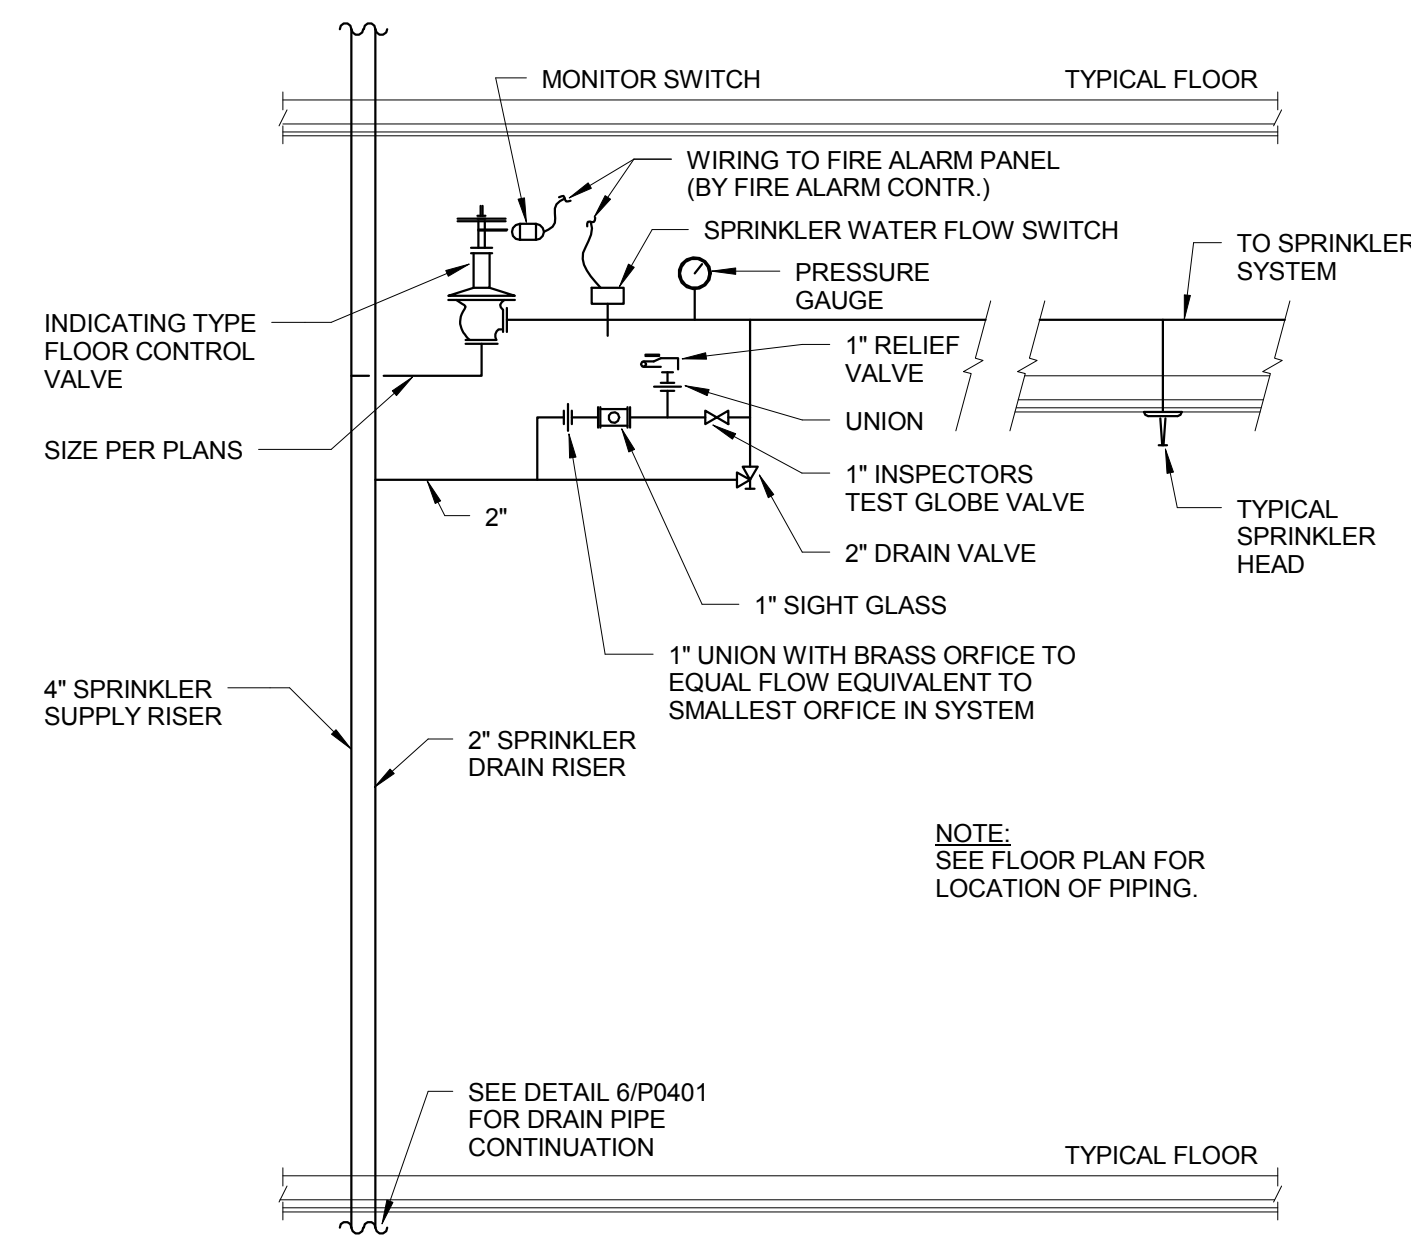 MONITOR SWITCH
TYPICAL FLOOR
WIRING TO FIRE ALARM PANEL
(BY FIRE ALARM CONTR.)
SPRINKLER WATER FLOW SWITCH
TO SPRINKLER
SYSTEM
PRESSURE
GAUGE
INDICATING TYPE
FLOOR CONTROL
VALVE
1" RELIEF
VALVE
UNION
SIZE PER PLANS
1" INSPECTORS
TEST GLOBE VALVE
2"
TYPICAL
SPRINKLER
HEAD
2" DRAIN VALVE
1" SIGHT GLASS
1" UNION WITH BRASS ORFICE TO
EQUAL FLOW EQUIVALENT TO
SMALLEST ORFICE IN SYSTEM
4" SPRINKLER
SUPPLY RISER
2" SPRINKLER
DRAIN RISER
NOTE:
SEE FLOOR PLAN FOR
LOCATION OF PIPING.
SEE DETAIL 6/P0401
FOR DRAIN PIPE
CONTINUATION
TYPICAL FLOOR